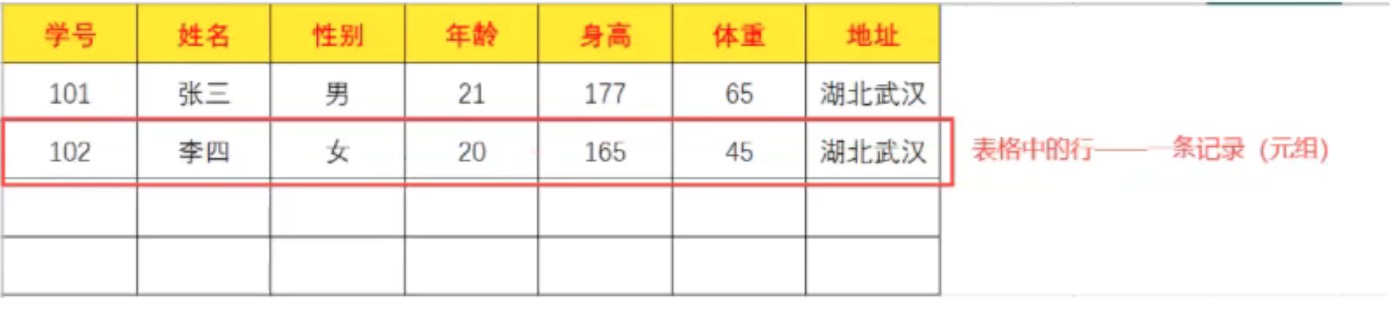 学号 姓名 性别 年龄 身高 体重 地址
101 张三 男 21 177 65 湖北武汉
102 李四 女 20 165 45 湖北武汉 表格中的行——一条记录（元组）